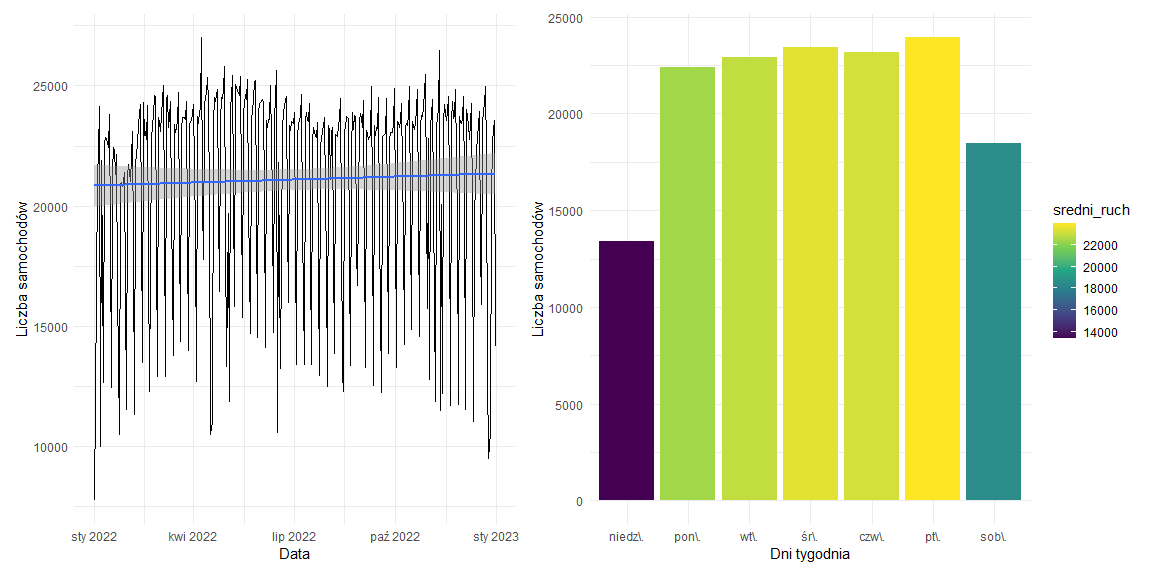 25000
20000
15000
10000
Liczba samochodów
sty 2022
kwi 2022
lip 2022
paź 2022
sty 2023
Data
25000
20000
15000
10000
5000
0
Liczba samochodów
niedz\.
pon\.
wt\.
śr\.
czw\.
pt\.
sob\.
Dni tygodnia
sredni_ruch
22000
20000
18000
16000
14000